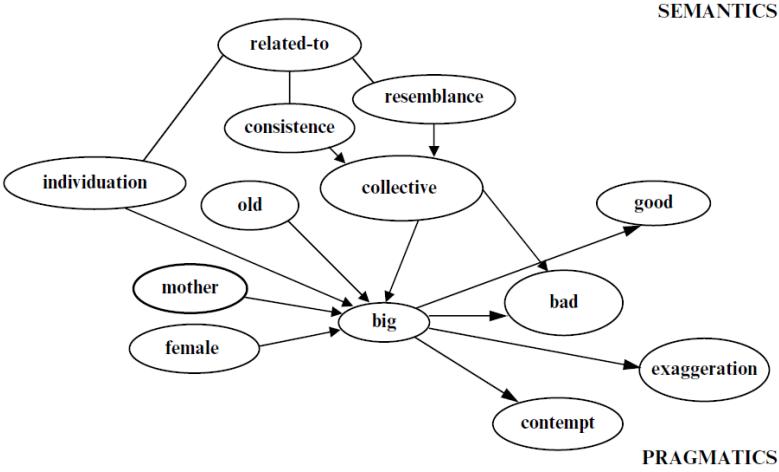 SEMANTICS
related-to
resemblance
consistence
individuation
collective
old
good
mother
big
bad
female
exaggeration
contempt
PRAGMATICS